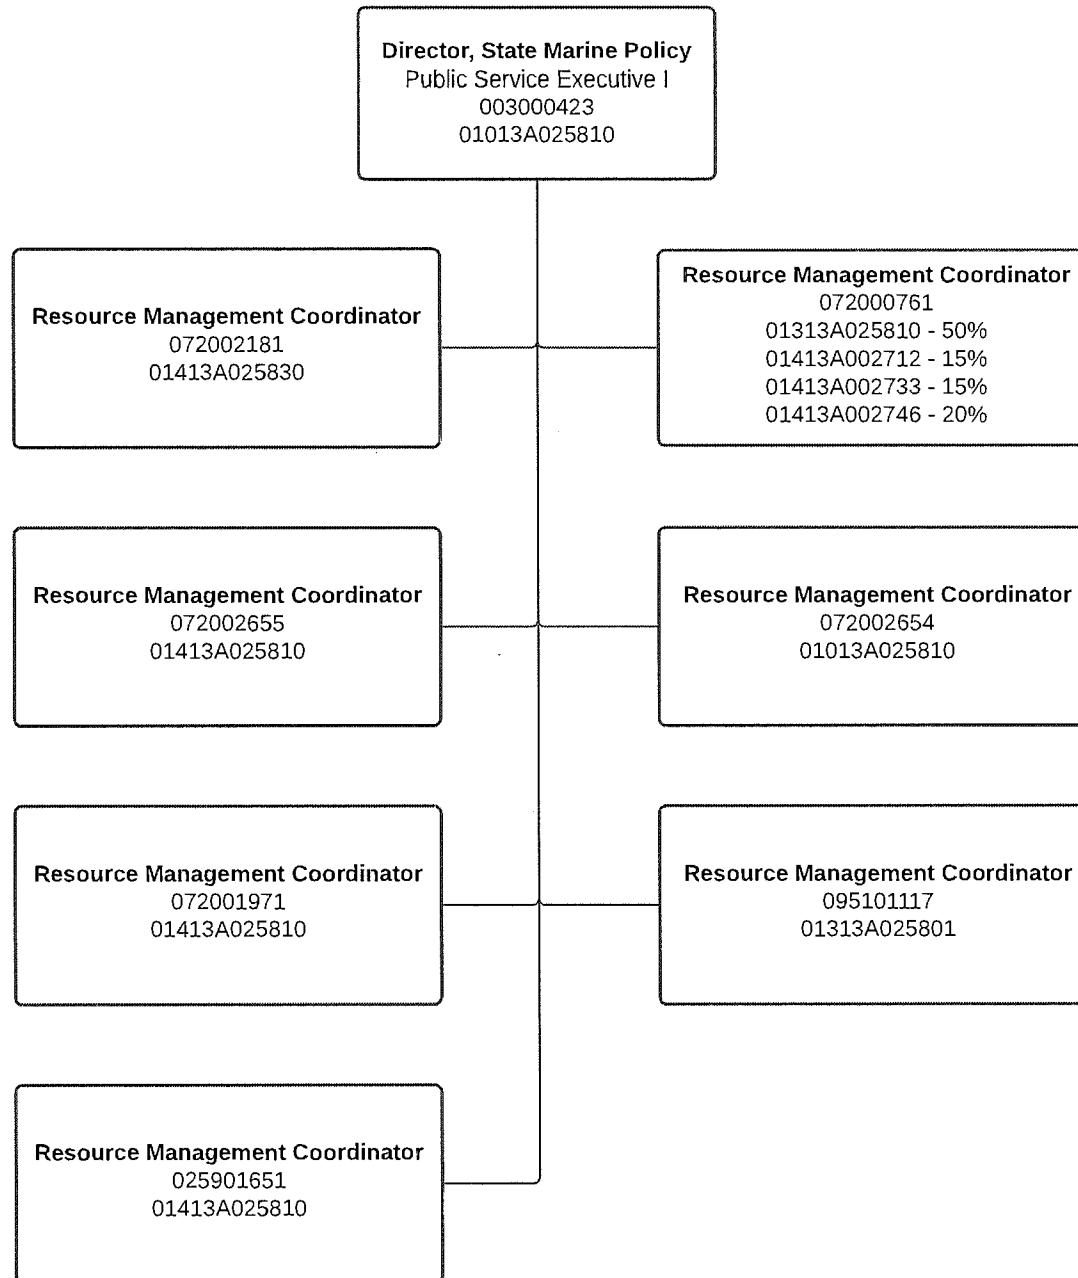 Director, State Marine Policy
Public Service Executive I
003000423
01013A025810
Resource Management Coordinator
072002181
01413A025830
Resource Management Coordinator
072000761
01313A025810 - 50%
01413A002712 - 15%
01413A002733 - 15%
01413A002746 - 20%
Resource Management Coordinator
072002655
01413A025810
Resource Management Coordinator
072002654
01013A025810
Resource Management Coordinator
072001971
01413A025810
Resource Management Coordinator
095101117
01313A025801
Resource Management Coordinator
025901651
01413A025810